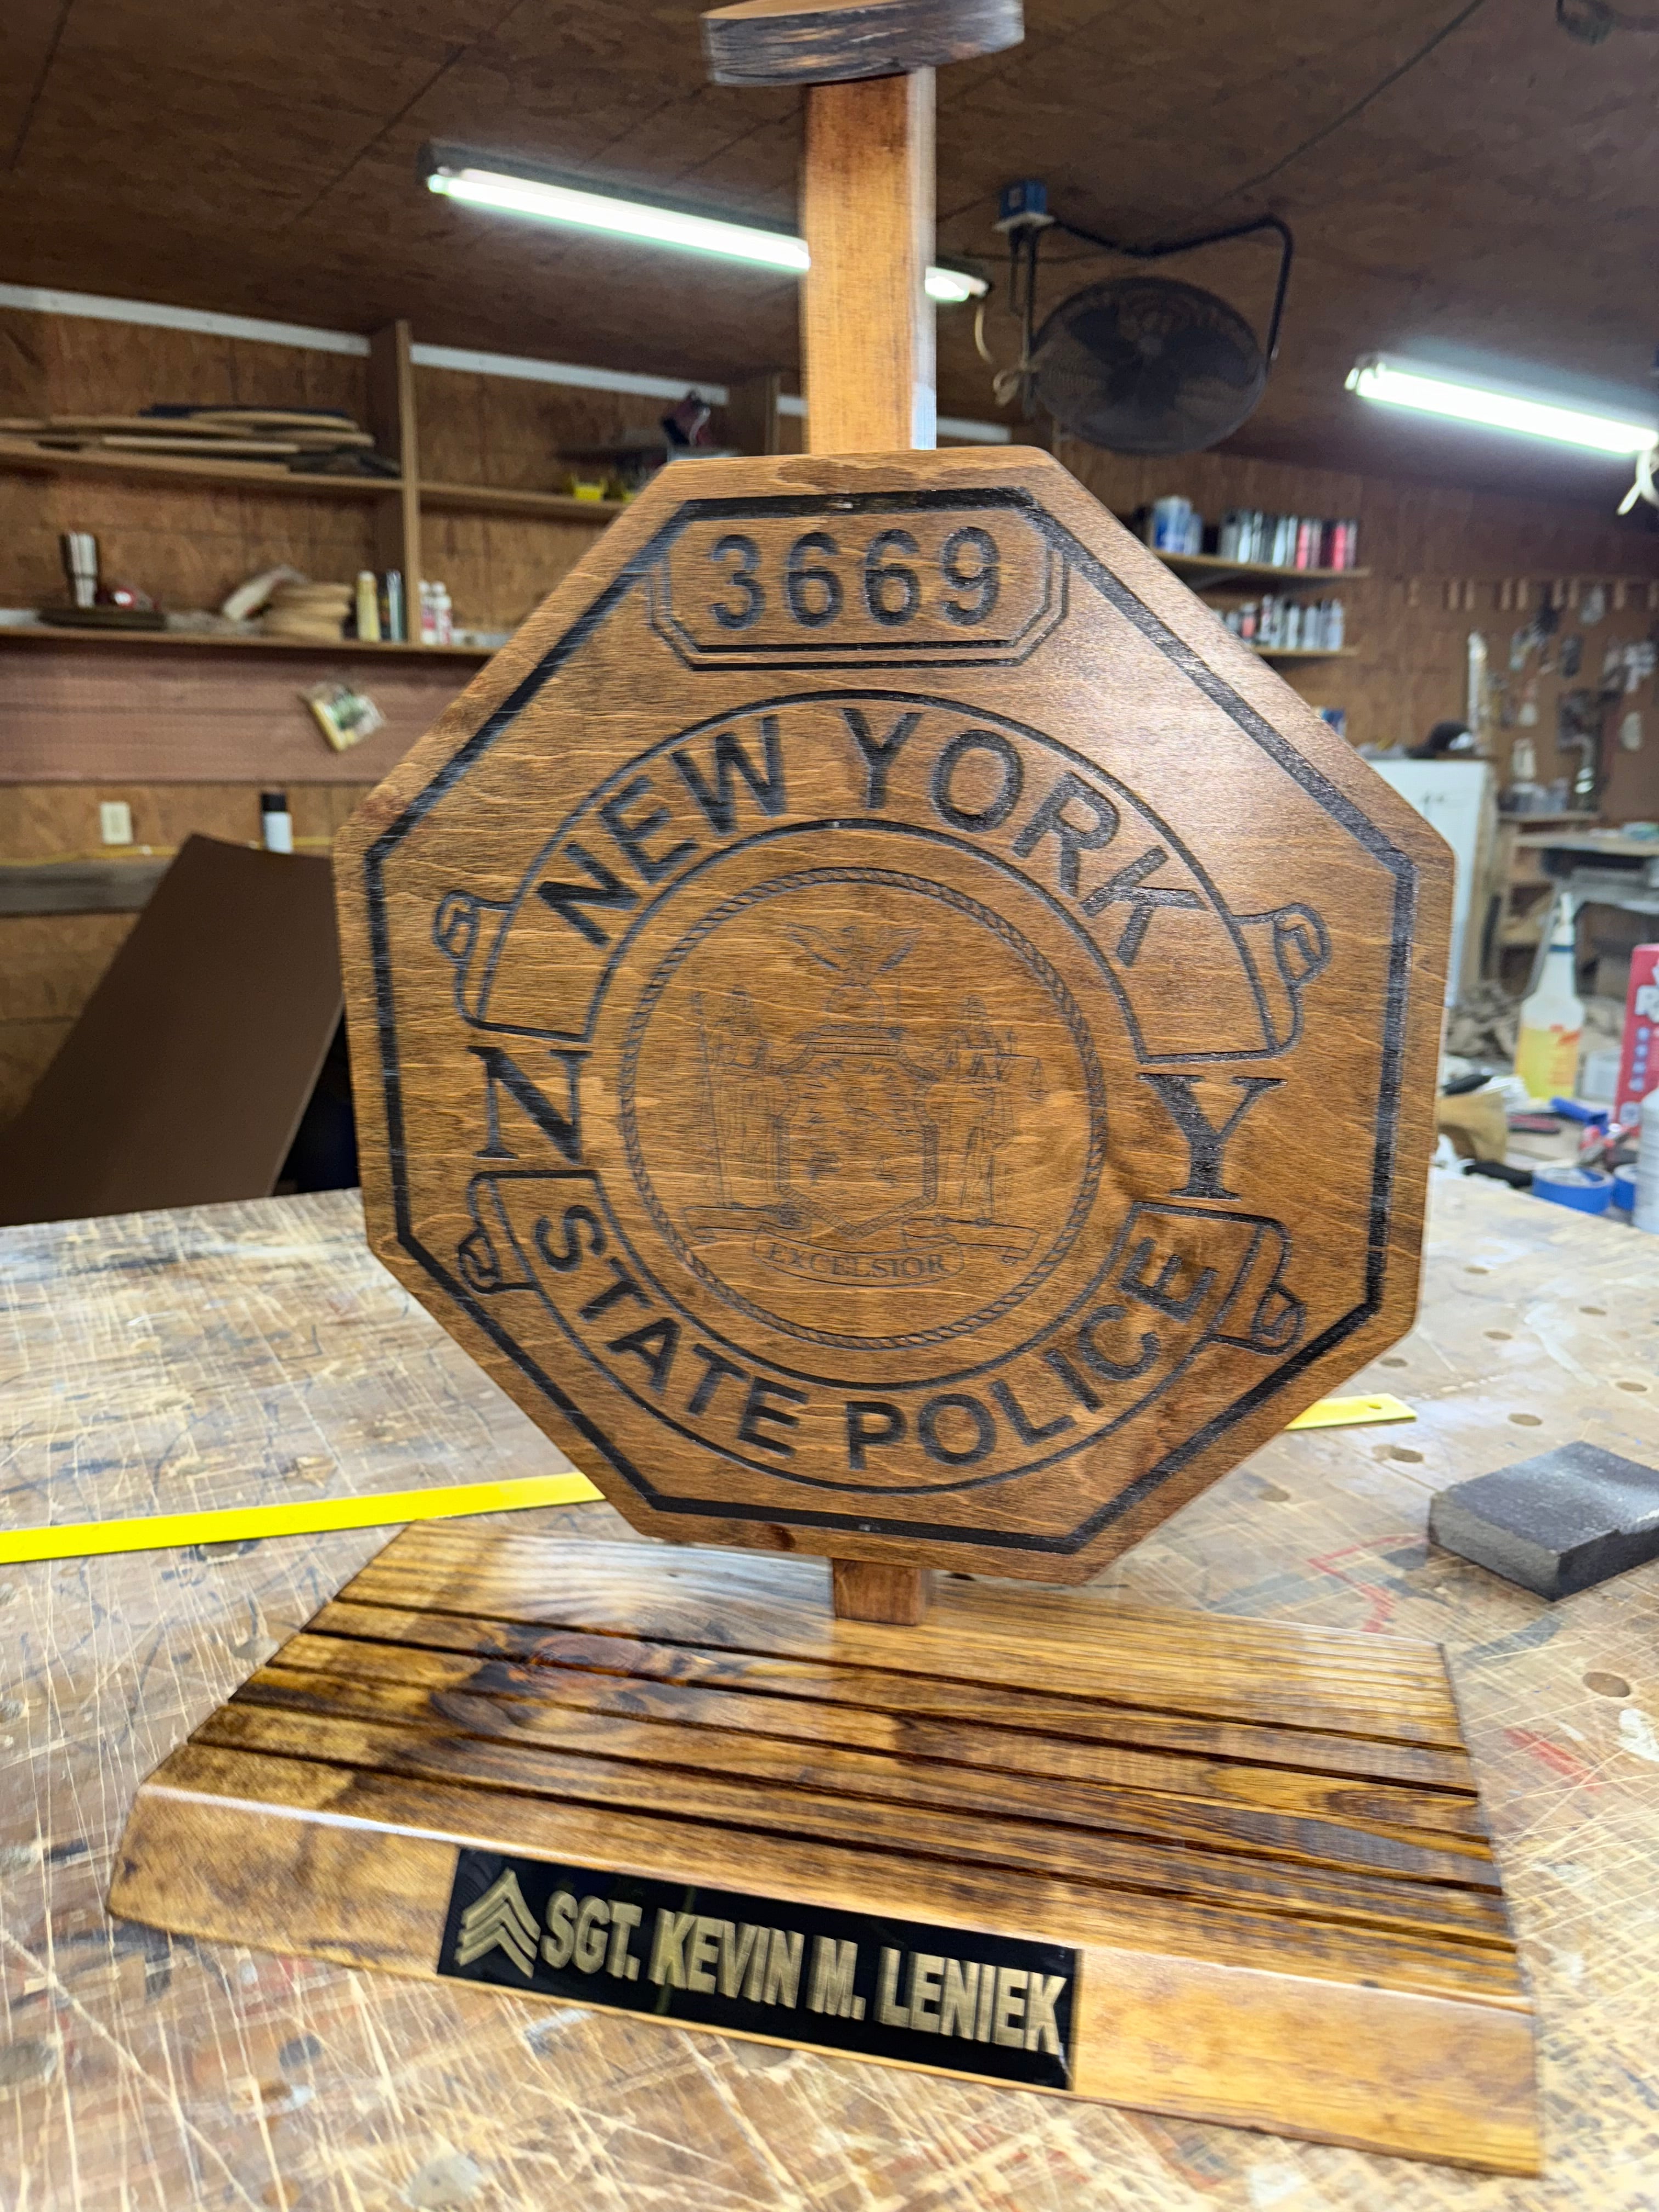 3669
NEW YORK
N Y
EXCELSIOR
STATE POLICE
SGT. KEVIN M. LENIEK